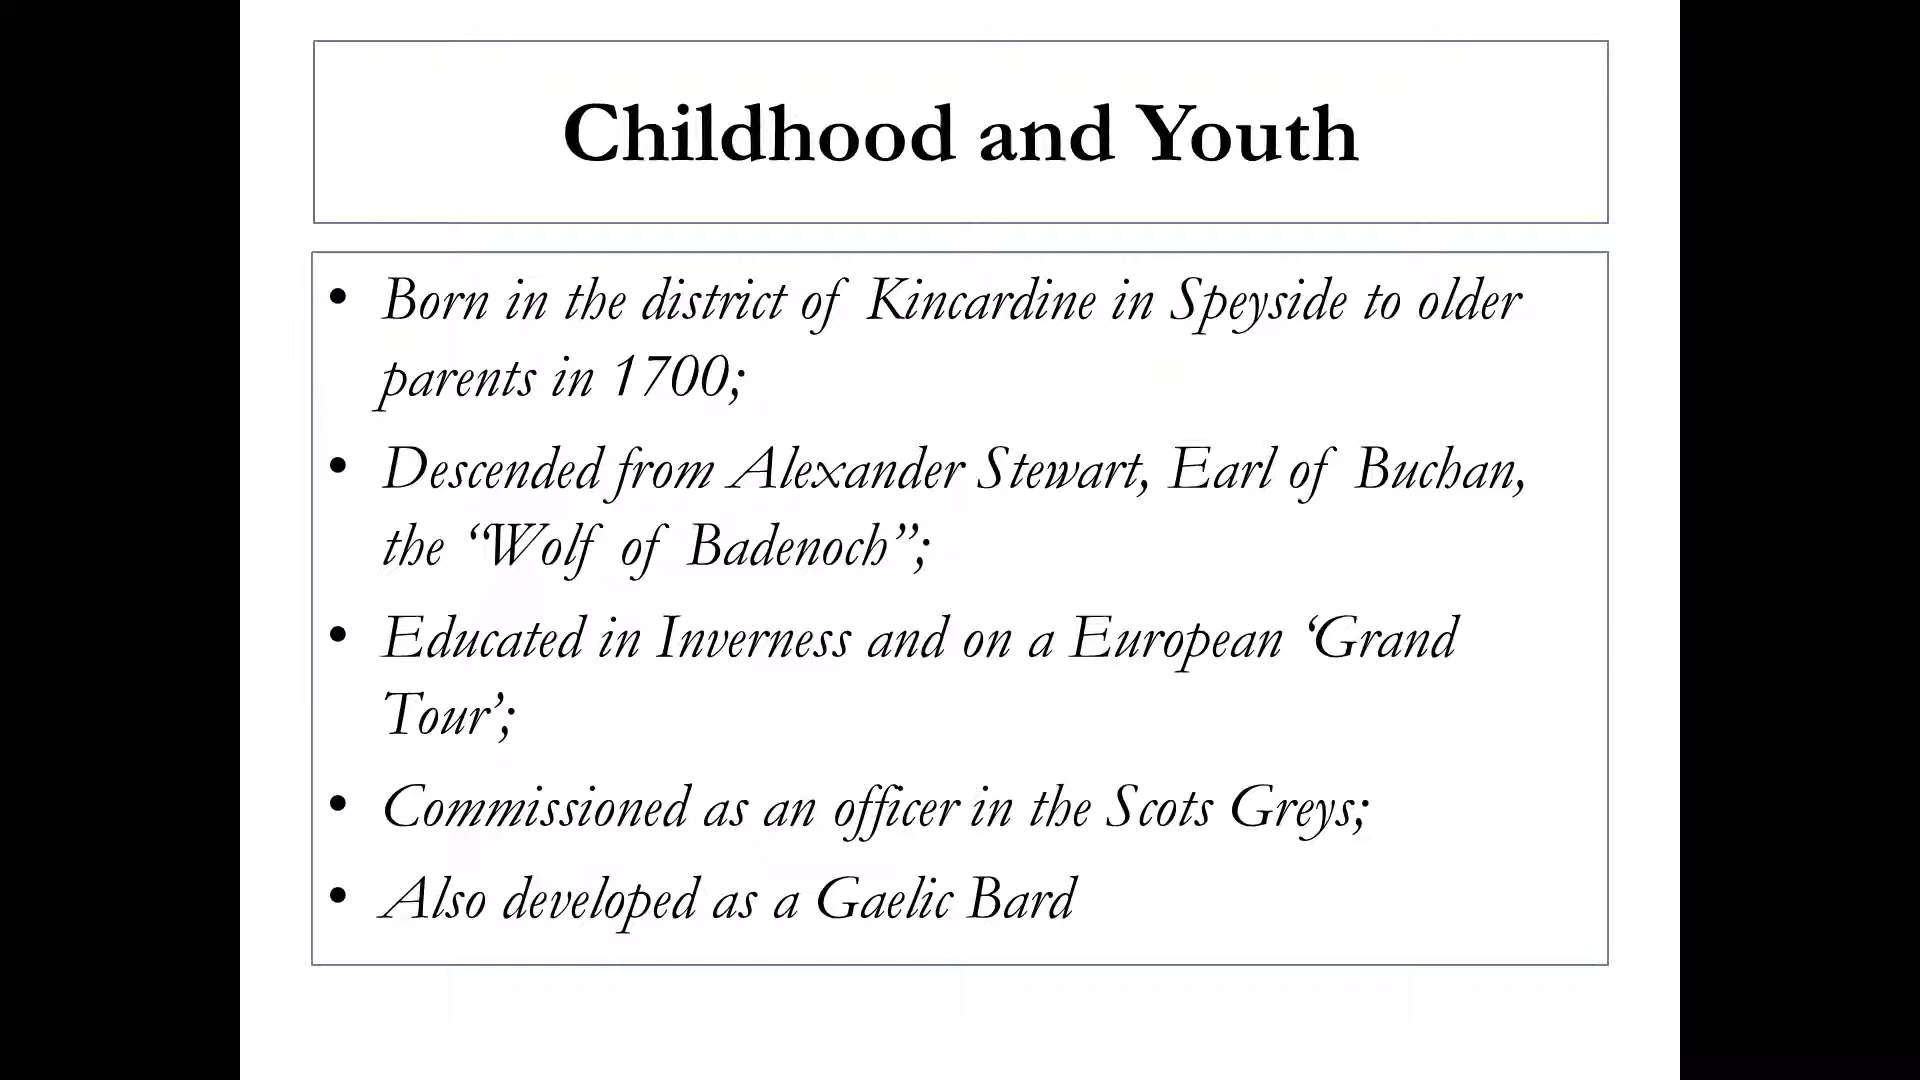 Childhood and Youth
• Born in the district of Kincardine in Speyside to older
parents in 1700;
• Descended from Alexander Stewart, Earl of Buchan,
the “Wolf of Badenoch”;
• Educated in Inverness and on a European ‘Grand
Tour’;
• Commissioned as an officer in the Scots Greys;
• Also developed as a Gaelic Bard